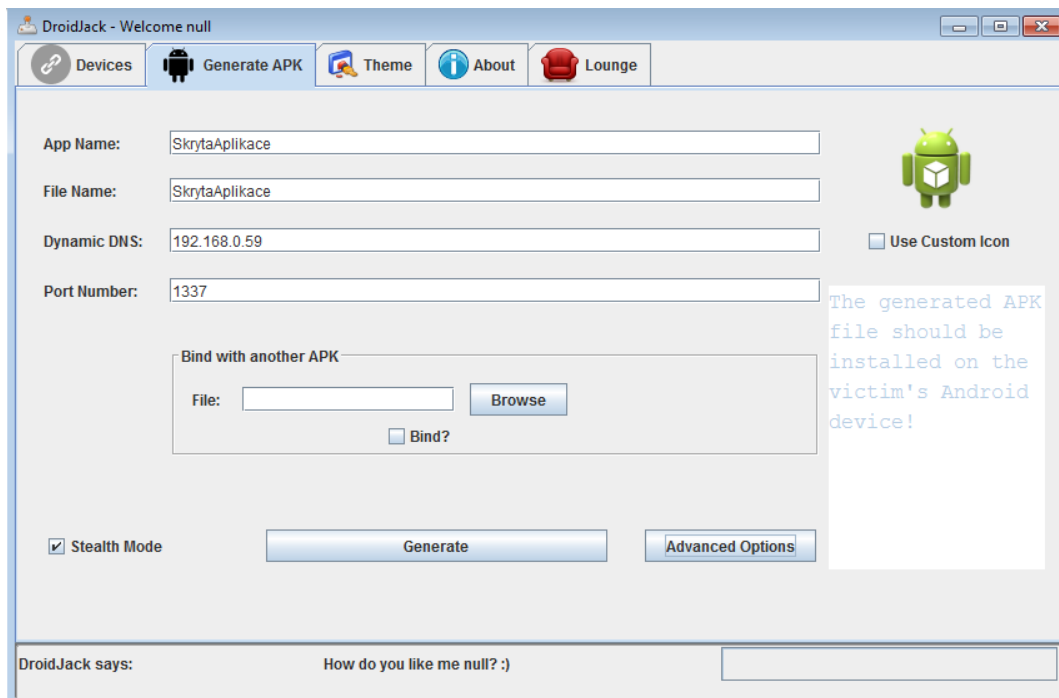 DroidJack - Welcome null
Devices
Generate APK
Theme
About
Lounge
App Name:
SkrytaAplikace
File Name:
SkrytaAplikace
Dynamic DNS:
192.168.0.59
Use Custom Icon
Port Number:
1337
The generated APK
file should be
installed on the
victim's Android
device!
Bind with another APK
File:
Browse
Bind?
Stealth Mode
Generate
Advanced Options
DroidJack says:
How do you like me null? :)